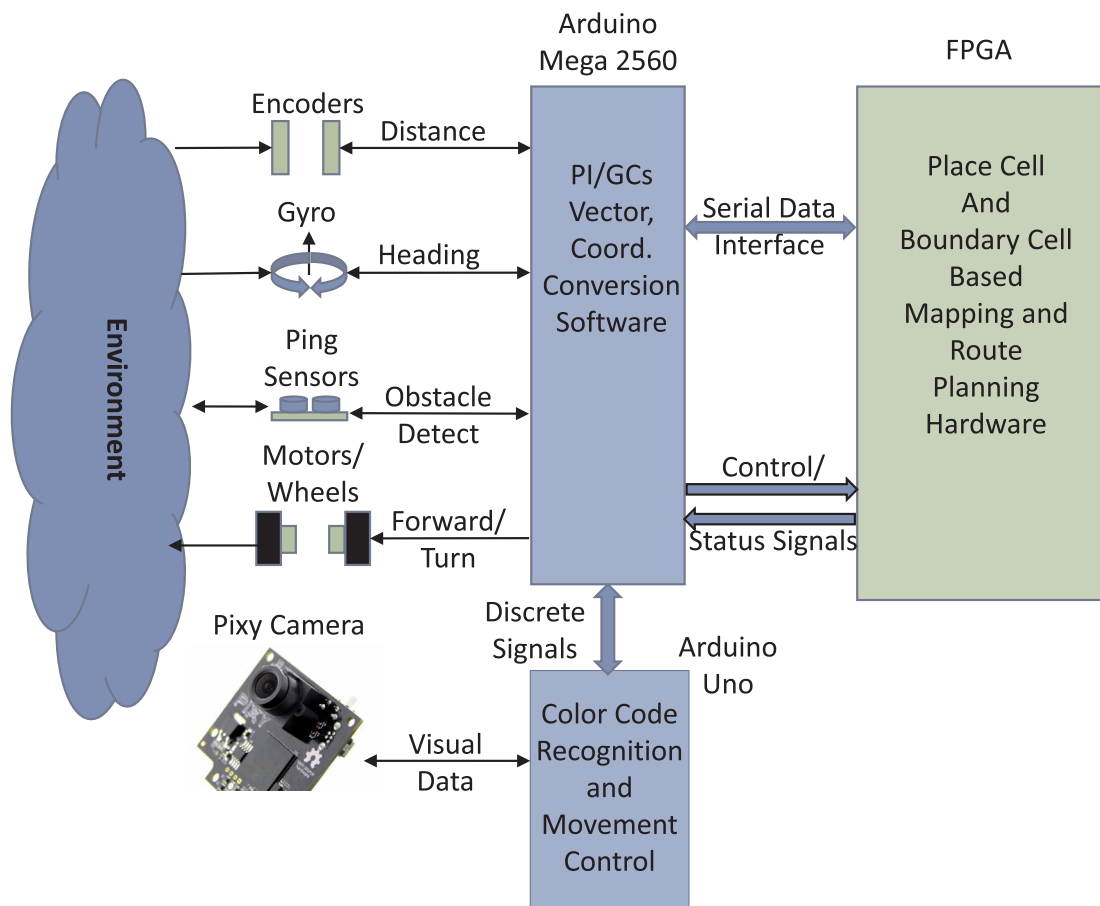 Arduino
Mega 2560
FPGA
Encoders
Distance
Gyro
Heading
Ping
Sensors
Obstacle
Detect
Motors/
Wheels
Forward/
Turn
Environment
PI/GCs
Vector,
Coord.
Conversion
Software
Serial Data
Interface
Control/
Status Signals
Place Cell
And
Boundary Cell
Based
Mapping and
Route
Planning
Hardware
Discrete
Signals
Arduino
Uno
Pixy Camera
PIXY
Visual
Data
Color Code
Recognition
and
Movement
Control